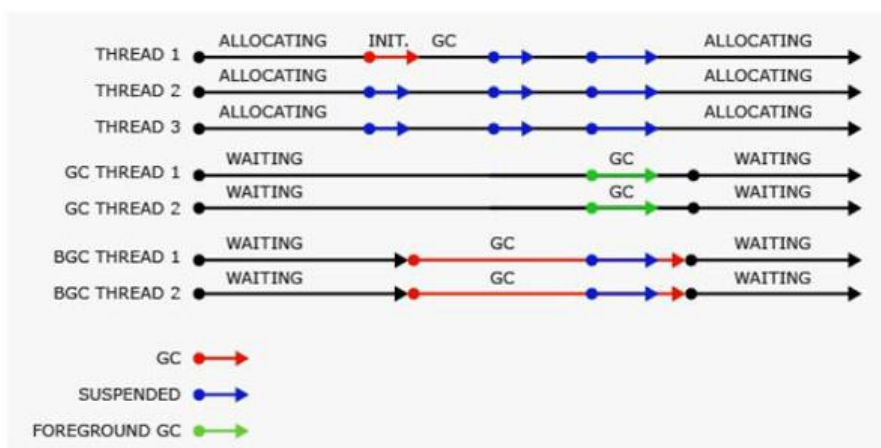 ALLOCATING INIT. GC ALLOCATING
THREAD 1
ALLOCATING ALLOCATING
THREAD 2
ALLOCATING ALLOCATING
THREAD 3
WAITING GC WAITING
GC THREAD 1
WAITING GC WAITING
GC THREAD 2
WAITING GC WAITING
BGC THREAD 1
WAITING GC WAITING
BGC THREAD 2
GC
SUSPENDED
FOREGROUND GC